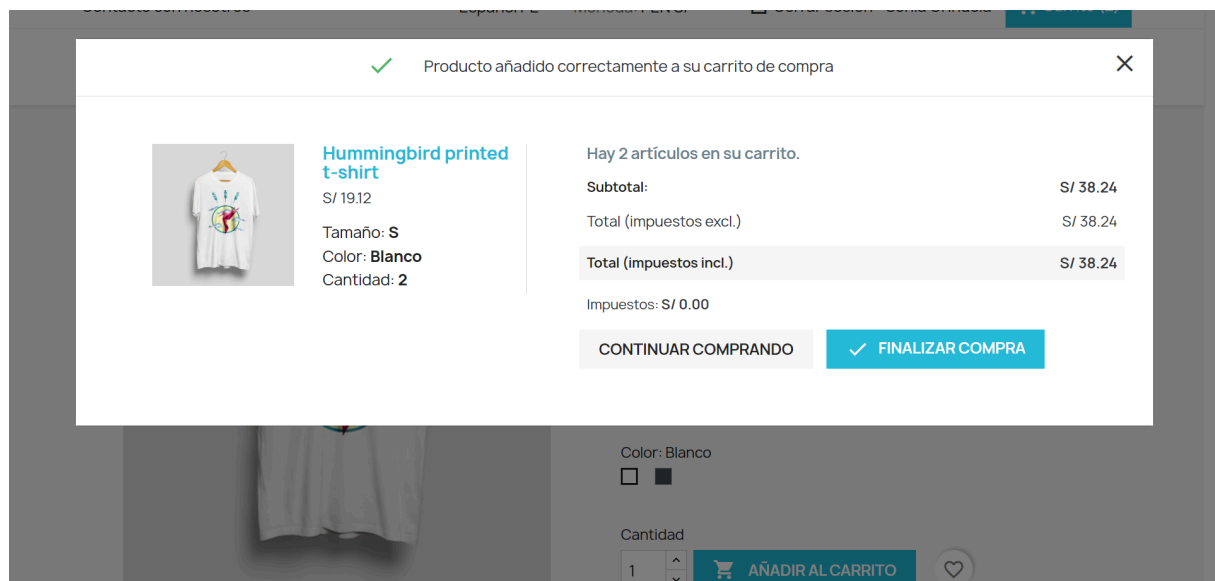 Producto añadido correctamente a su carrito de compra
Hummingbird printed
t-shirt
S/ 19.12
Tamaño: S
Color: Blanco
Cantidad: 2
Hay 2 artículos en su carrito.
Subtotal: S/ 38.24
Total (impuestos excl.) S/ 38.24
Total (impuestos incl.) S/ 38.24
Impuestos: S/ 0.00
CONTINUAR COMPRANDO
FINALIZAR COMPRA
Color: Blanco
Cantidad
1
AÑADIR AL CARRITO